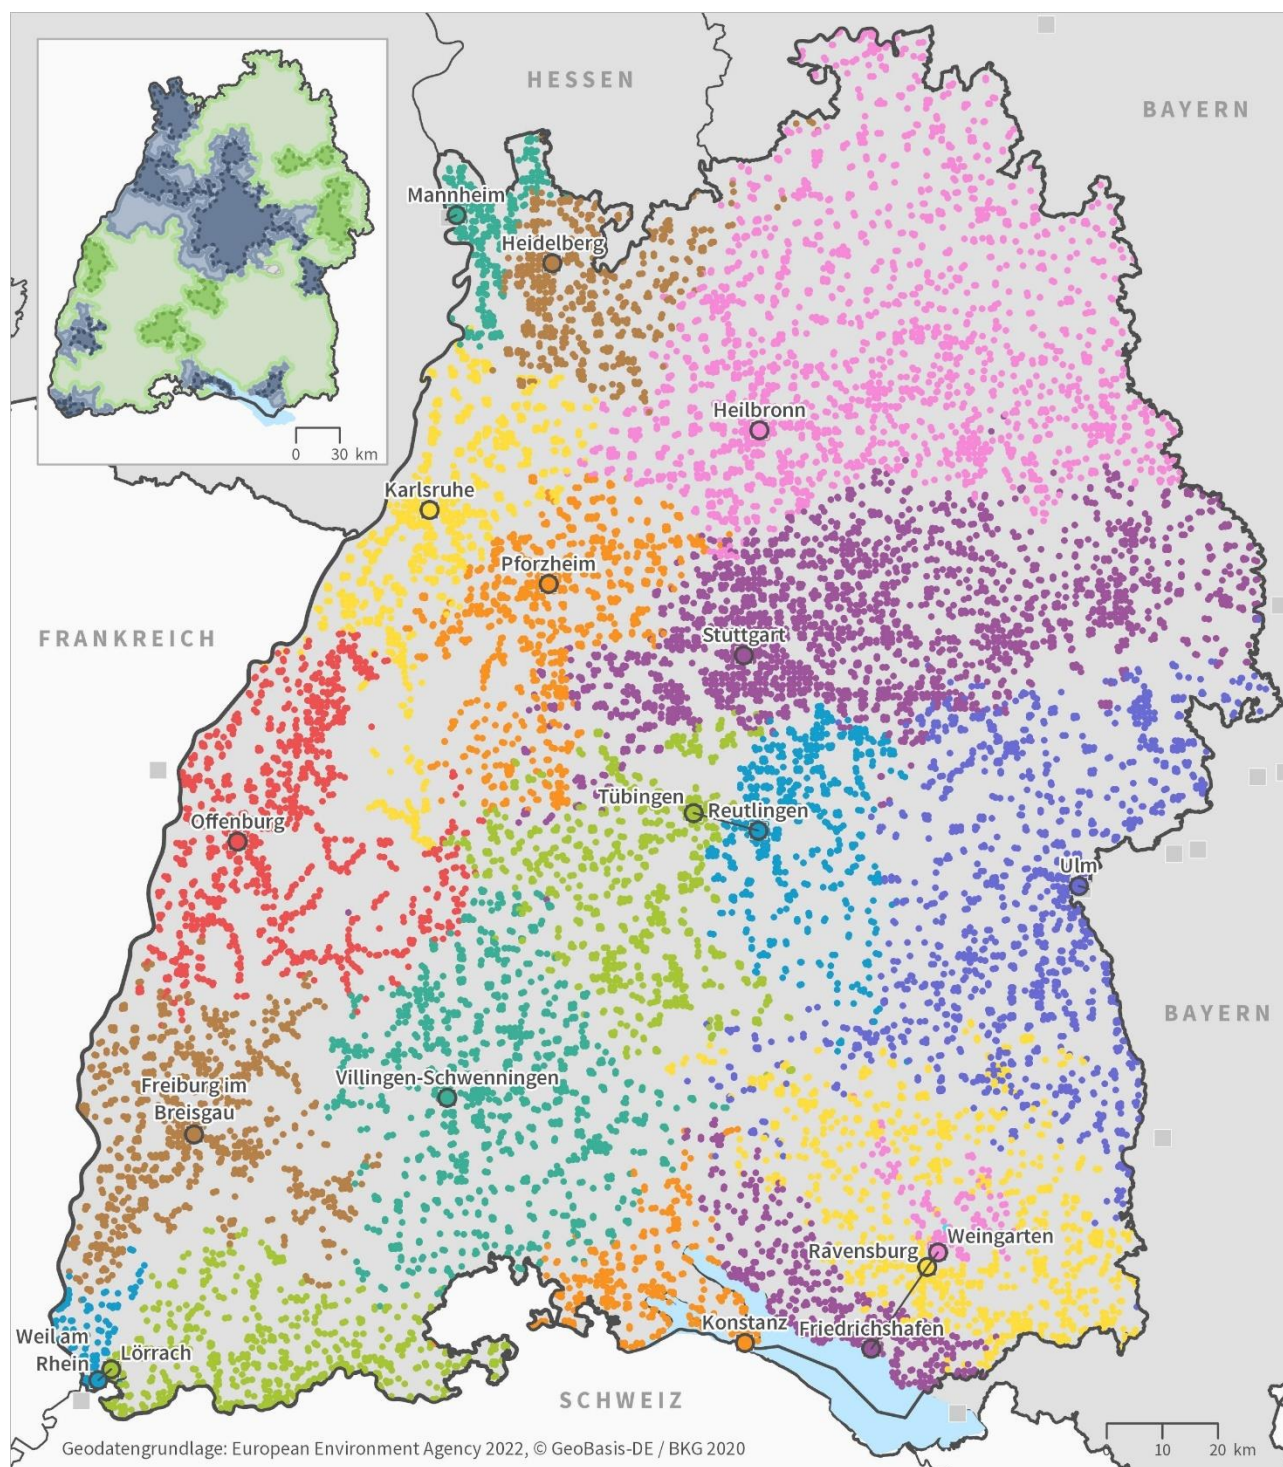 HESSEN
BAYERN
Mannheim
Heidelberg
0 30 km
Heilbronn
Karlsruhe
Pforzheim
FRANKREICH
Stuttgart
Tübingen
Reutlingen
Offenburg
Ulm
BAYERN
Villingen-Schwenningen
Freiburg im
Breisgau
Weingarten
Ravensburg
Konstanz
Friedrichshafen
Weil am
Rhein
Lörrach
SCHWEIZ
0 10 20 km
Geodatengrundlage: European Environment Agency 2022, © GeoBasis-DE / BKG 2020